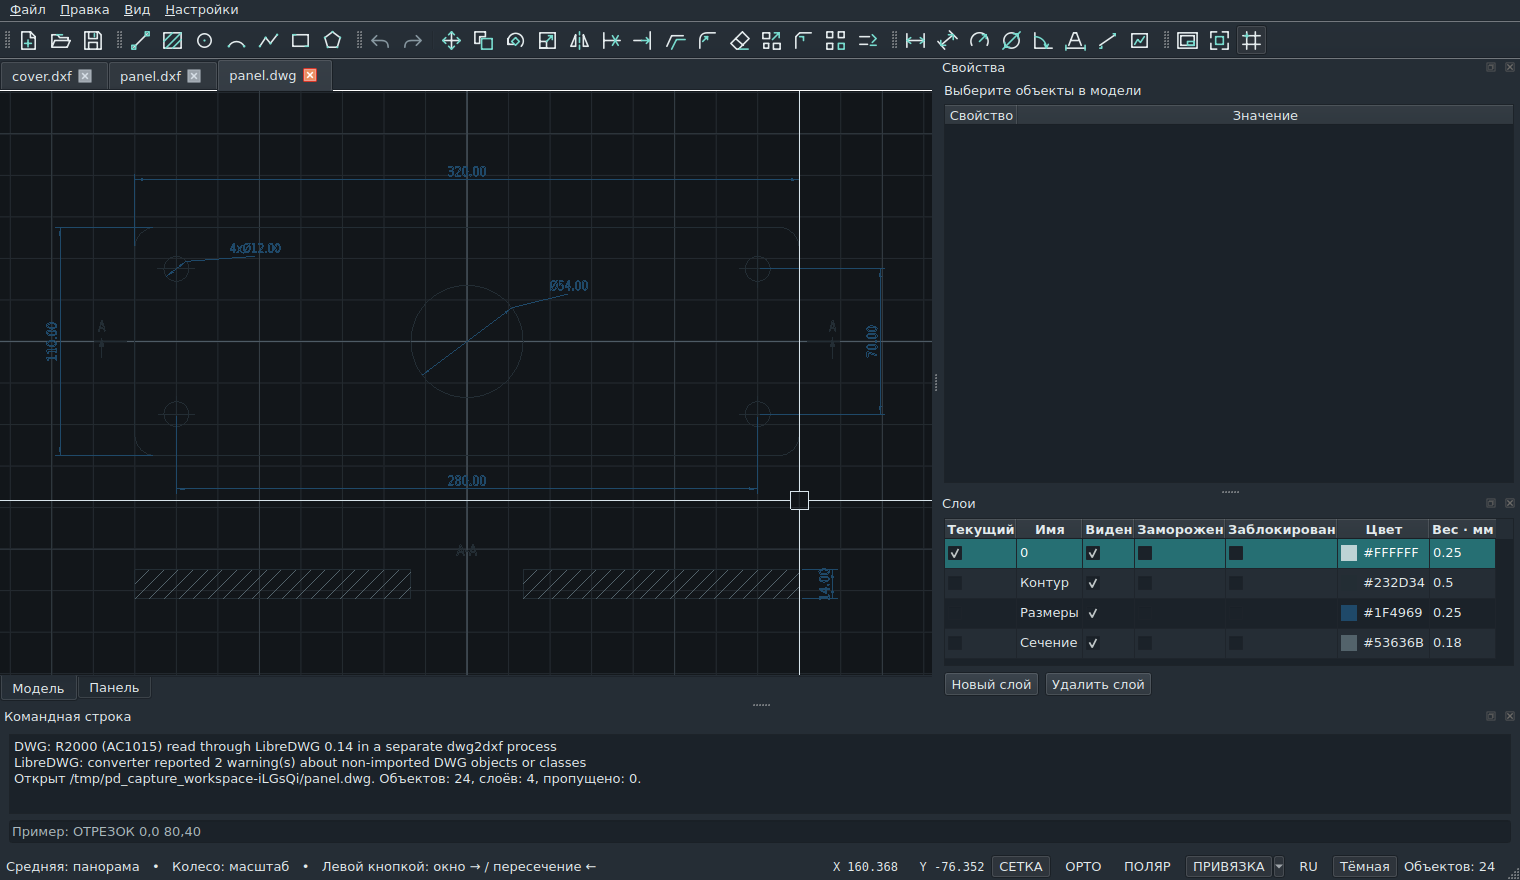 Файл Правка Вид Настройки
cover.dxf panel.dxf panel.dwg
320.00
4xØ12.00
Ø54.00
110.00
A
A
70.00
280.00
A-A
14.00
Модель Панель
Свойства
Выберите объекты в модели
Свойство Значение
Слои
Текущий Имя Виден Заморожен Заблокирован Цвет Вес · мм
0 #FFFFFF 0.25
Контур #232D34 0.5
Размеры #1F4969 0.25
Сечение #53636B 0.18
Новый слой Удалить слой
Командная строка
DWG: R2000 (AC1015) read through LibreDWG 0.14 in a separate dwg2dxf process
LibreDWG: converter reported 2 warning(s) about non-imported DWG objects or classes
Открыт /tmp/pd_capture_workspace-iLGsQi/panel.dwg. Объектов: 24, слоёв: 4, пропущено: 0.
Пример: ОТРЕЗОК 0,0 80,40
Средняя: панорама • Колесо: масштаб • Левой кнопкой: окно → / пересечение ← X 160.368 Y -76.352 СЕТКА ОРТО ПОЛЯР ПРИВЯЗКА RU Тёмная Объектов: 24